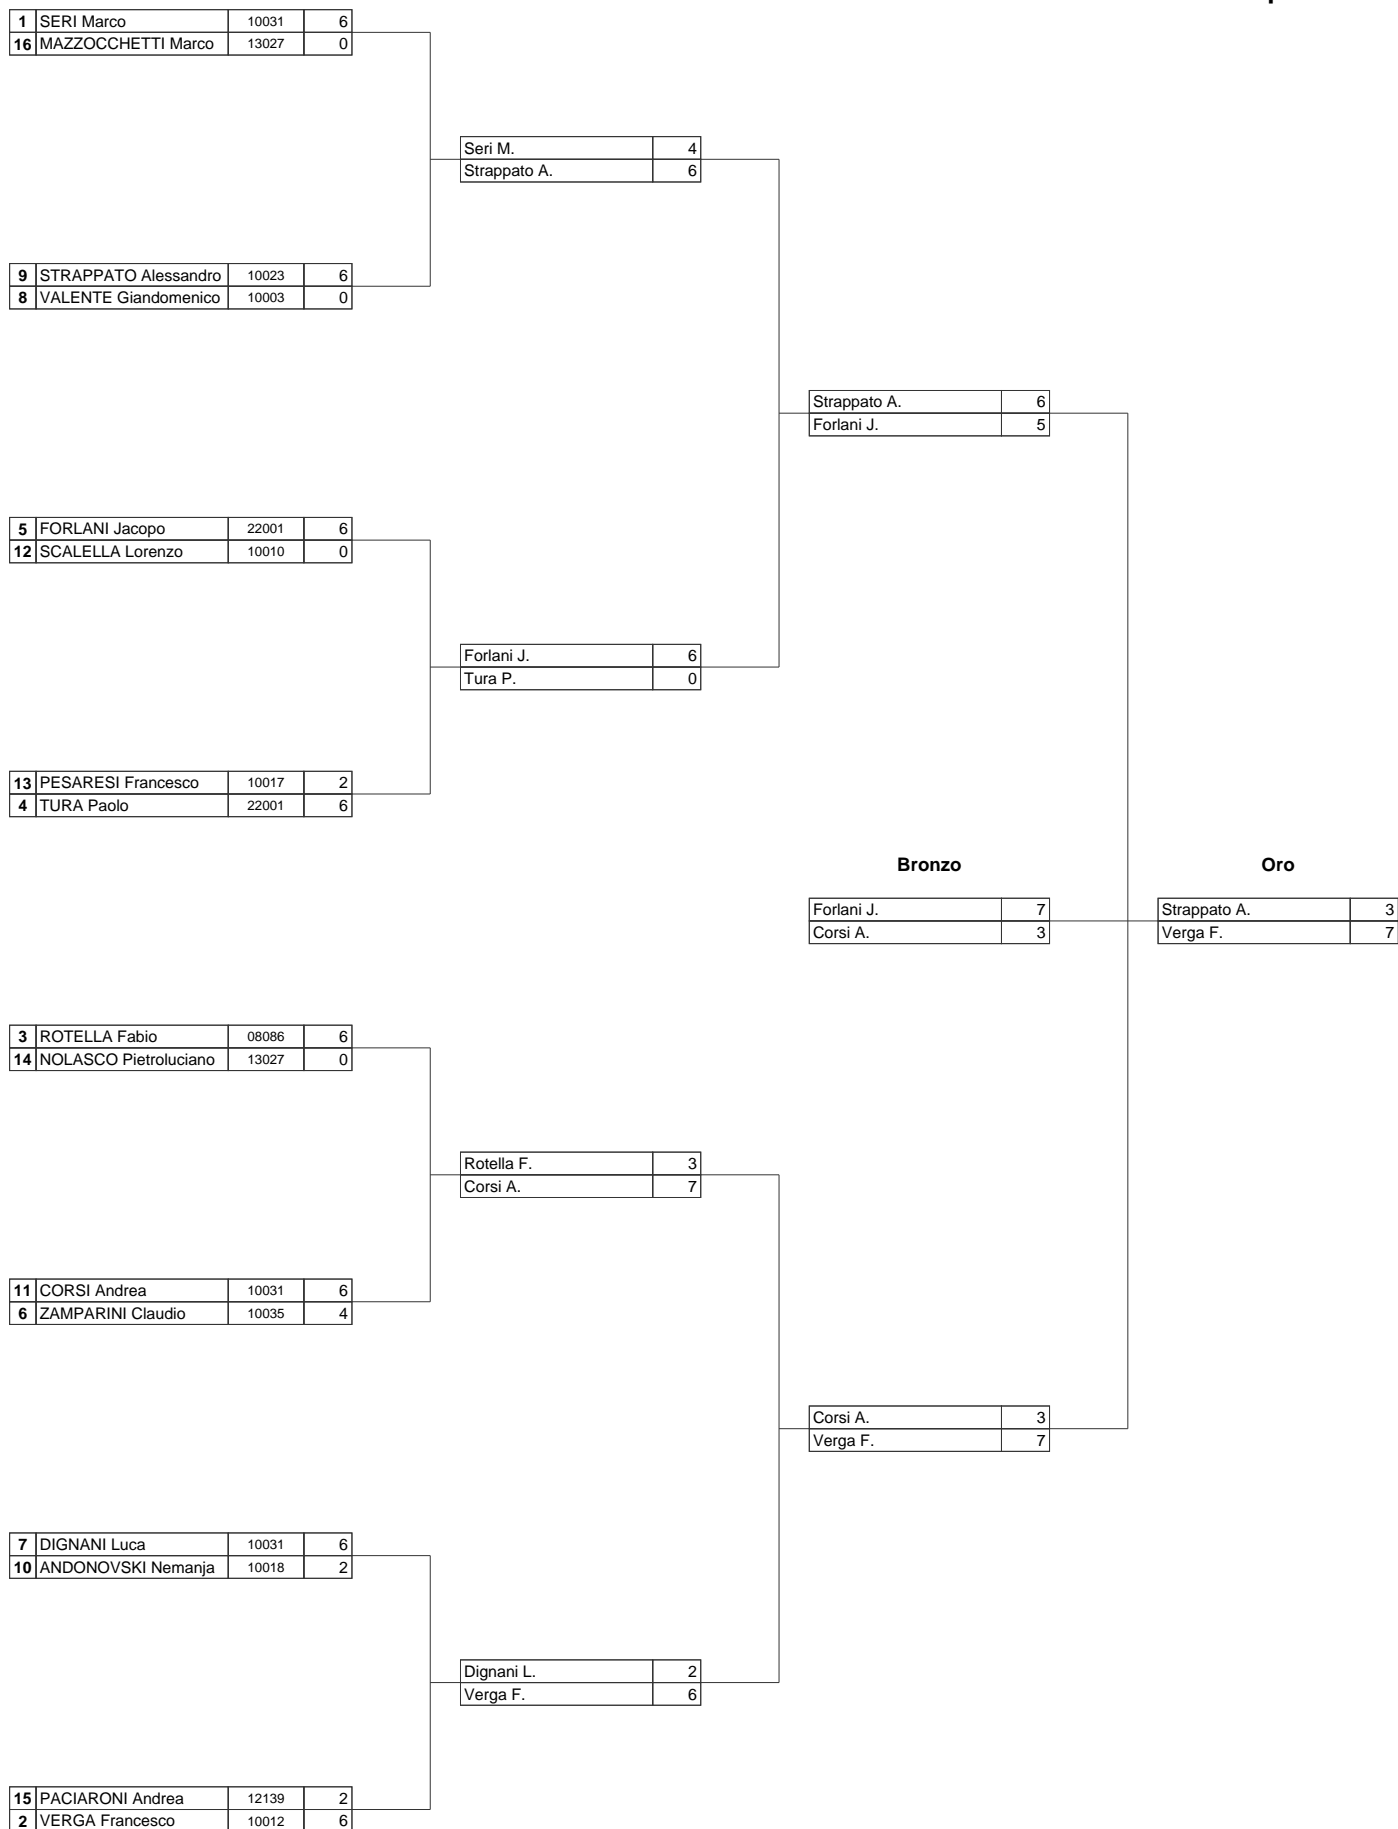 1 SERI Marco 10031 6
16 MAZZOCCHETTI Marco 13027 0
Seri M. 4
Strappato A. 6
9 STRAPPATO Alessandro 10023 6
8 VALENTE Giandomenico 10003 0
Strappato A. 6
Forlani J. 5
5 FORLANI Jacopo 22001 6
12 SCALELLA Lorenzo 10010 0
Forlani J. 6
Tura P. 0
13 PESARESI Francesco 10017 2
4 TURA Paolo 22001 6
Bronzo Oro
Forlani J. 7 Strappato A. 3
Corsi A. 3 Verga F. 7
3 ROTELLA Fabio 08086 6
14 NOLASCO Pietroluciano 13027 0
Rotella F. 3
Corsi A. 7
11 CORSI Andrea 10031 6
6 ZAMPARINI Claudio 10035 4
Corsi A. 3
Verga F. 7
7 DIGNANI Luca 10031 6
10 ANDONOVSKI Nemanja 10018 2
Dignani L. 2
Verga F. 6
15 PACIARONI Andrea 12139 2
2 VERGA Francesco 10012 6